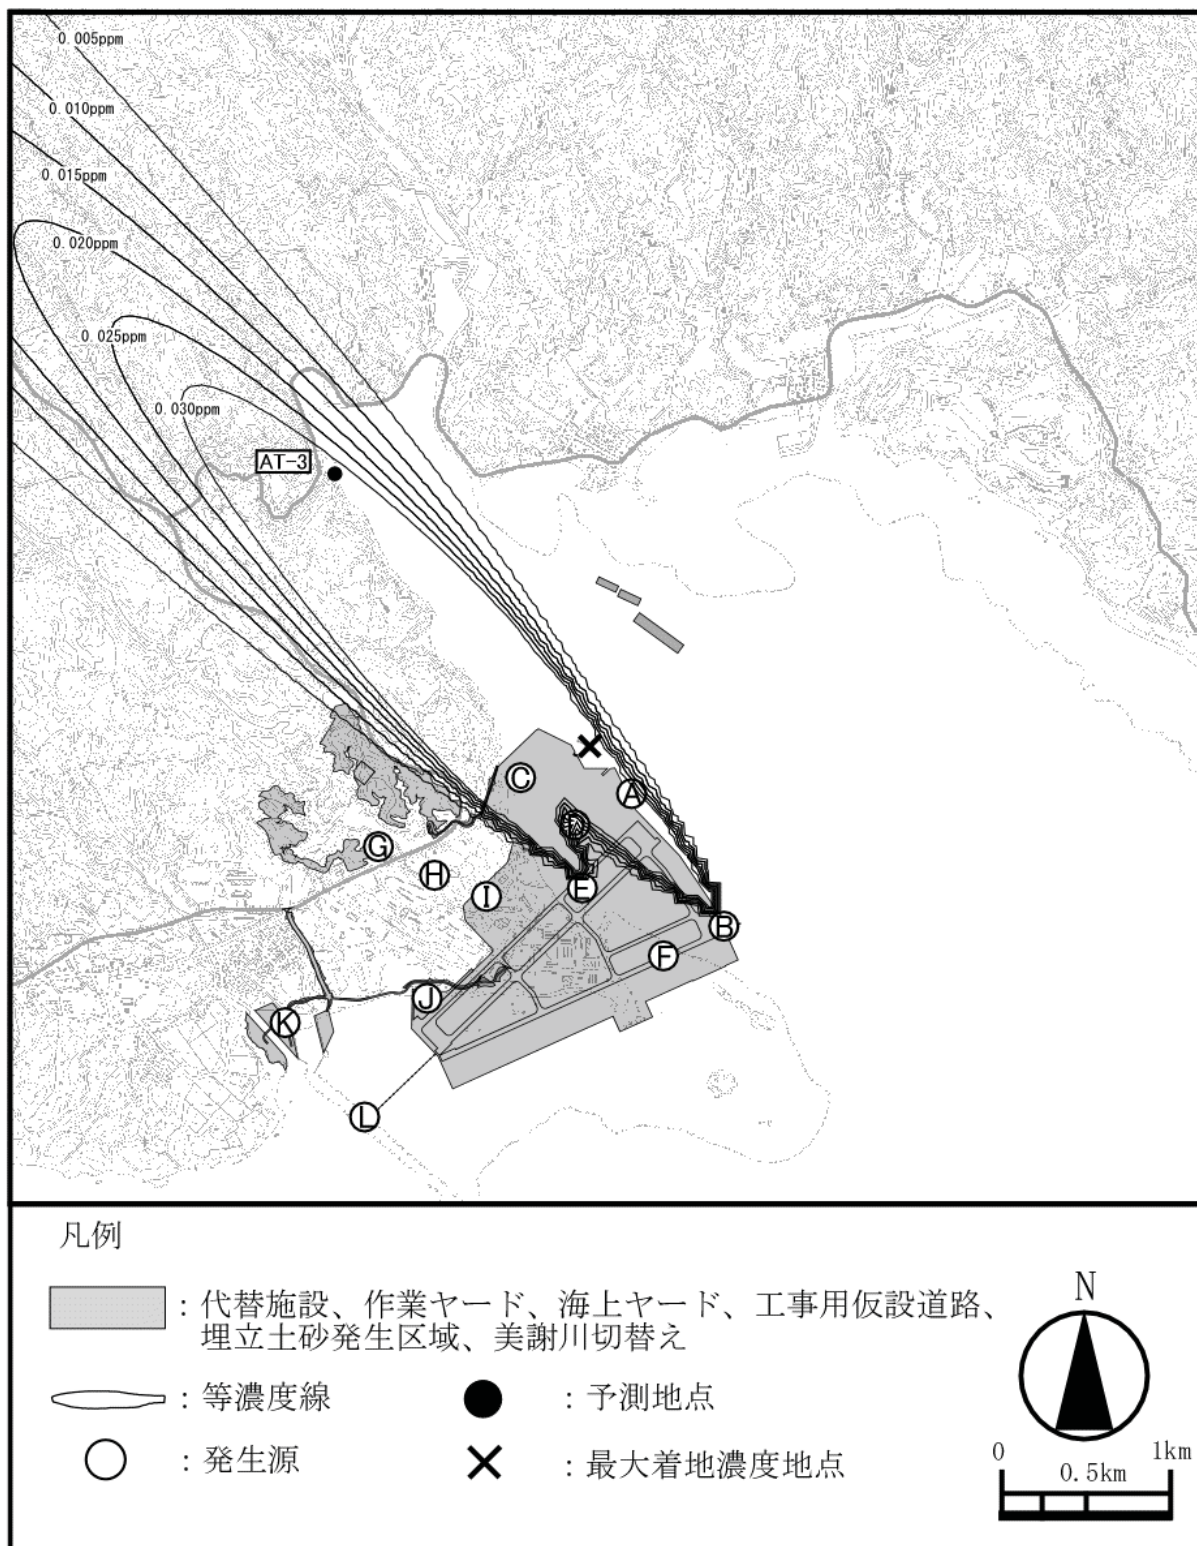 0.005ppm
0.010ppm
0.015ppm
0.020ppm
0.025ppm
0.030ppm
AT-3
C
A
D
G
H
E
I
B
F
J
K
L
凡例
：代替施設、作業ヤード、海上ヤード、工事用仮設道路、
埋立土砂発生区域、美謝川切替え
：等濃度線
：予測地点
：発生源
：最大着地濃度地点
N
0
1km
0.5km